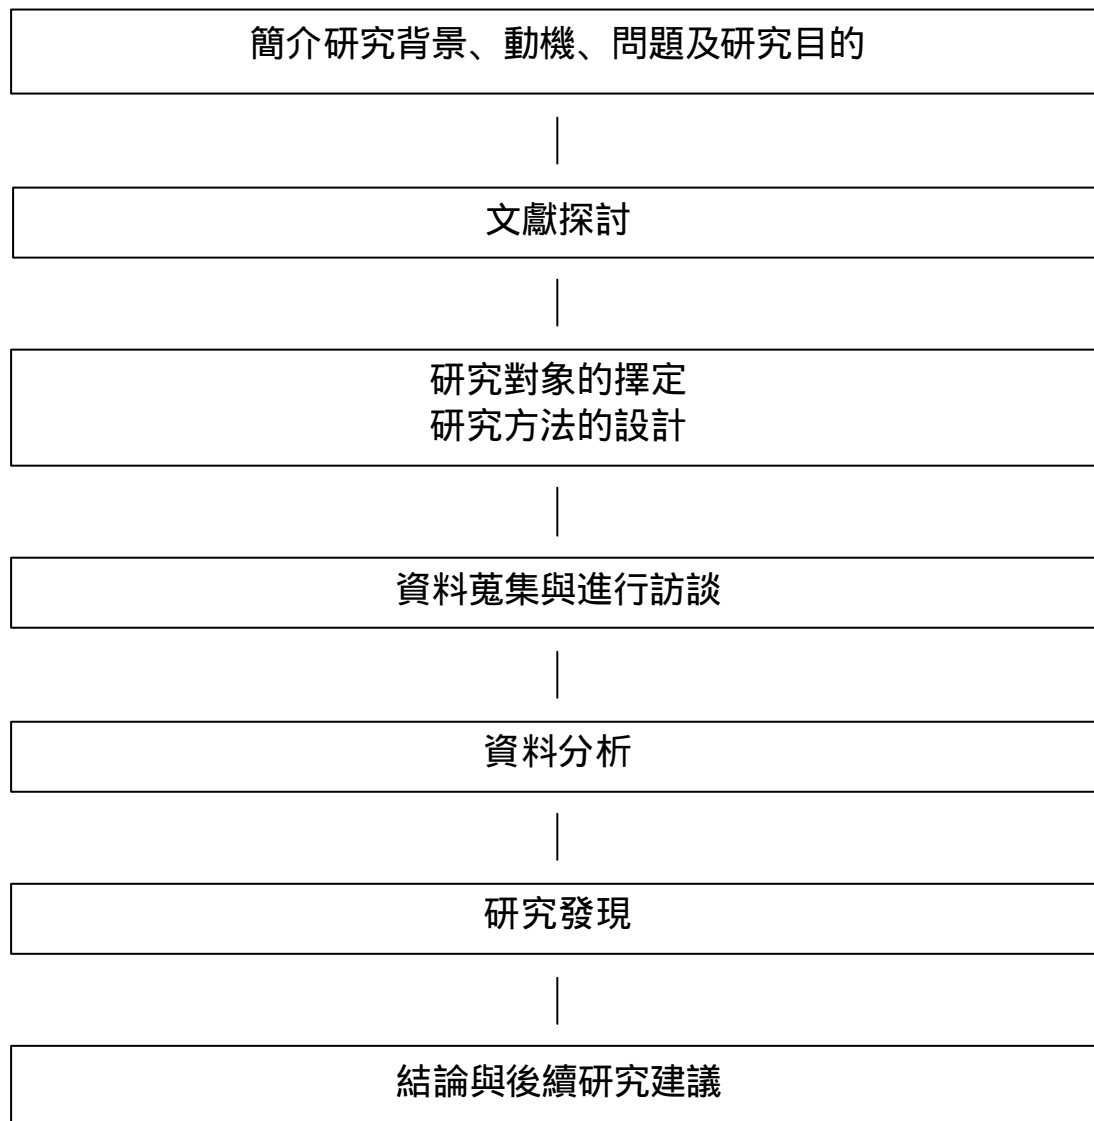 簡介研究背景、動機、問題及研究目的
文獻探討
研究對象的擇定
研究方法的設計
資料蒐集與進行訪談
資料分析
研究發現
結論與後續研究建議